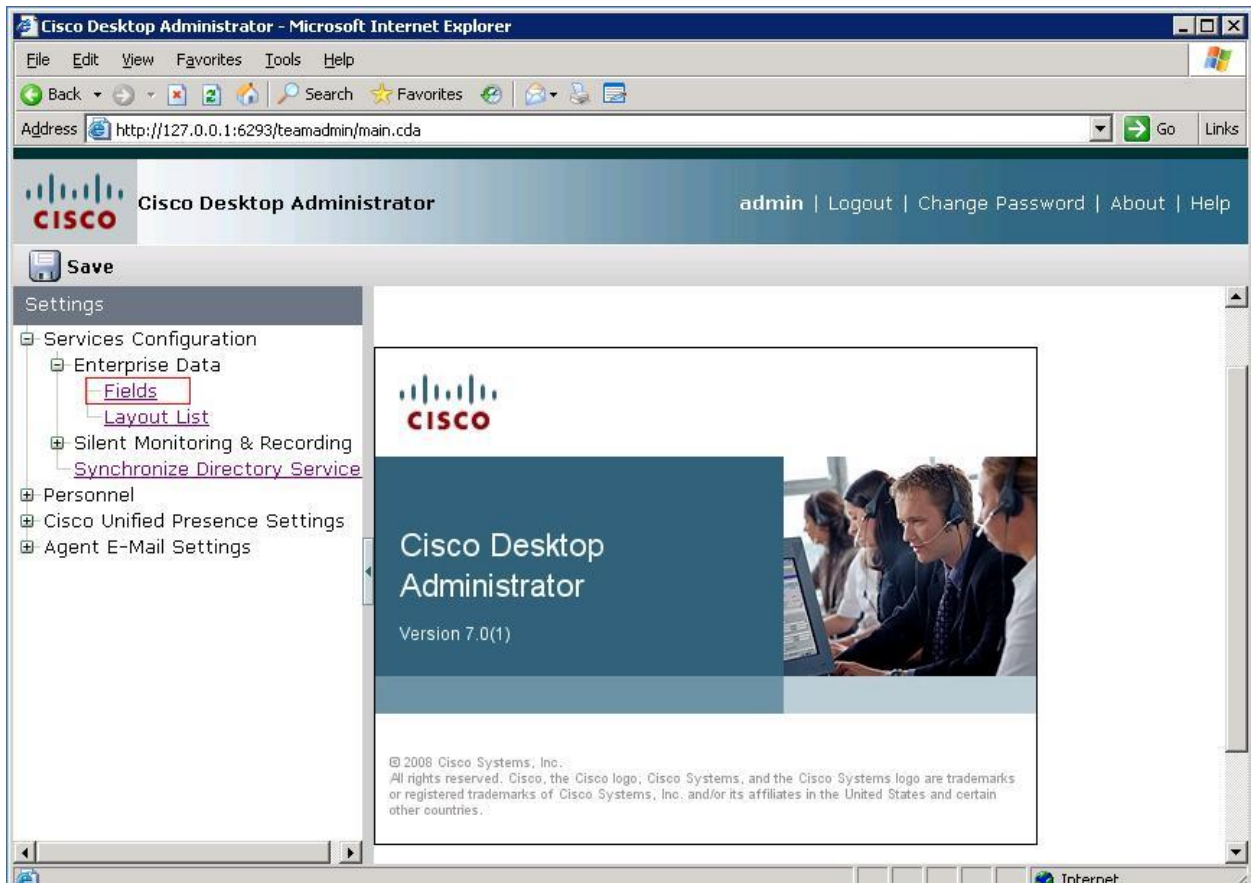 Cisco Desktop Administrator - Microsoft Internet Explorer
File Edit View Favorites Tools Help
Back Search Favorites
Address http://127.0.0.1:6293/teamadmin/main.cda Go Links
CISCO
Cisco Desktop Administrator
admin | Logout | Change Password | About | Help
Save
Settings
Services Configuration
Enterprise Data
Fields
Layout List
Silent Monitoring & Recording
Synchronize Directory Service
Personnel
Cisco Unified Presence Settings
Agent E-Mail Settings
CISCO
Cisco Desktop
Administrator
Version 7.0(1)
© 2008 Cisco Systems, Inc.
All rights reserved. Cisco, the Cisco logo, Cisco Systems, and the Cisco Systems logo are trademarks
or registered trademarks of Cisco Systems, Inc. and/or its affiliates in the United States and certain
other countries.
Internet